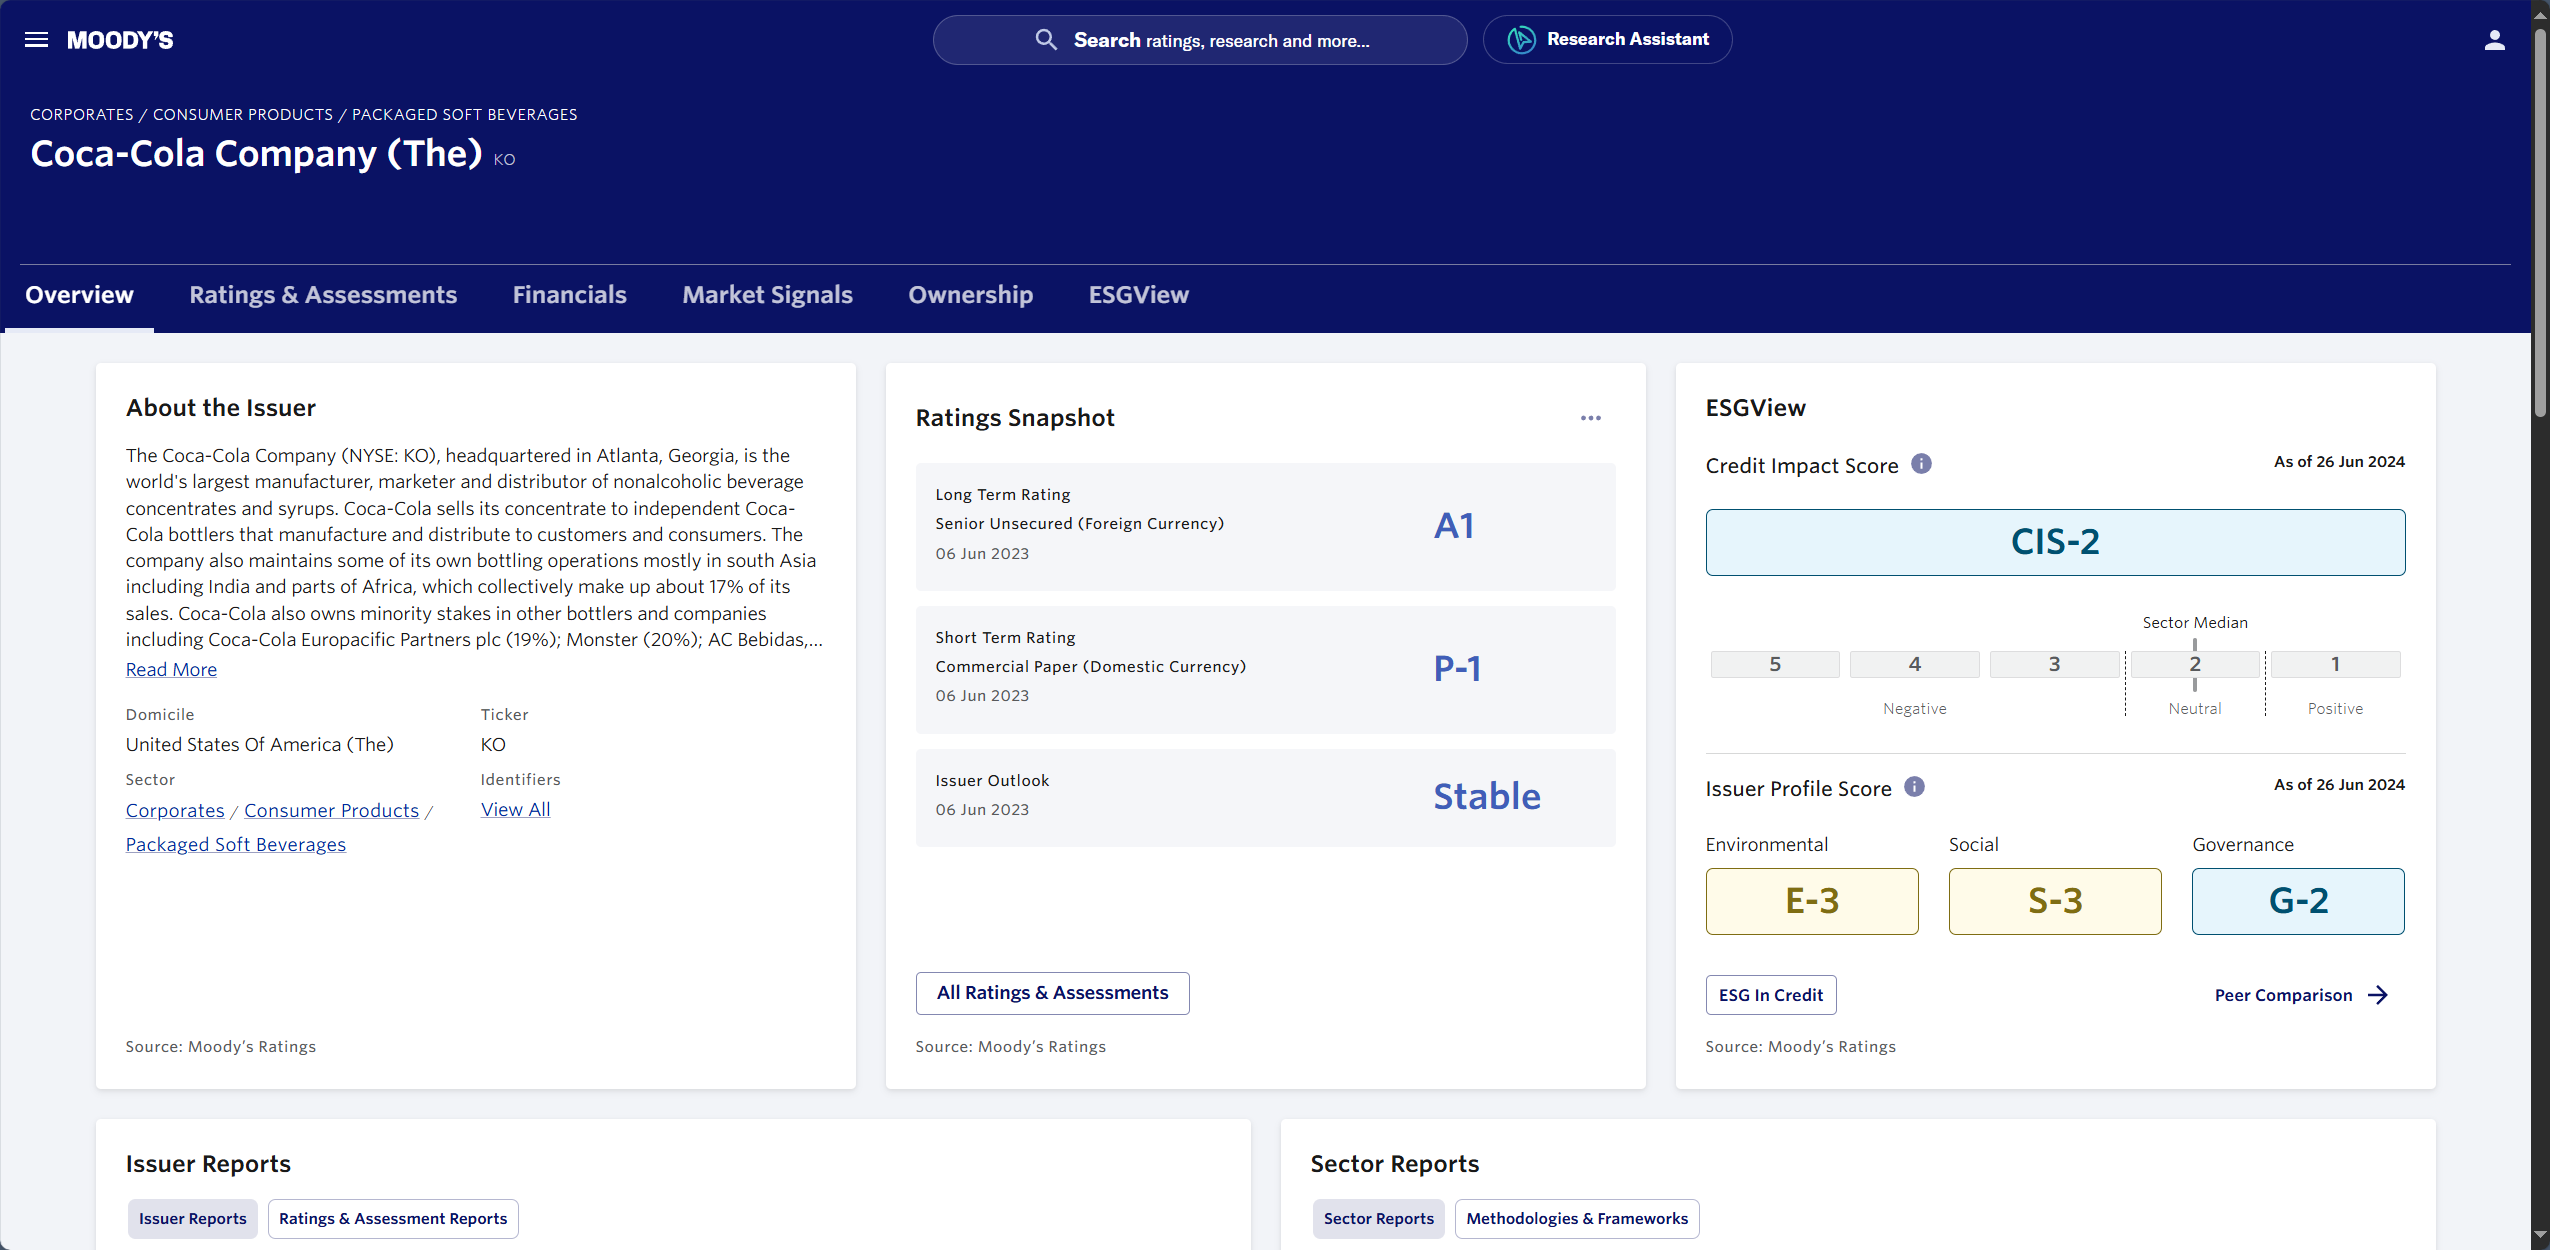 MOODY'S
Search ratings, research and more...
Research Assistant
CORPORATES / CONSUMER PRODUCTS / PACKAGED SOFT BEVERAGES
Coca-Cola Company (The) KO
Overview
Ratings & Assessments
Financials
Market Signals
Ownership
ESGView
About the Issuer
The Coca-Cola Company (NYSE: KO), headquartered in Atlanta, Georgia, is the
world's largest manufacturer, marketer and distributor of nonalcoholic beverage
concentrates and syrups. Coca-Cola sells its concentrate to independent Coca-
Cola bottlers that manufacture and distribute to customers and consumers. The
company also maintains some of its own bottling operations mostly in south Asia
including India and parts of Africa, which collectively make up about 17% of its
sales. Coca-Cola also owns minority stakes in other bottlers and companies
including Coca-Cola Europacific Partners plc (19%); Monster (20%); AC Bebidas,...
Read More
Domicile
United States Of America (The)
Ticker
KO
Sector
Corporates / Consumer Products /
Packaged Soft Beverages
Identifiers
View All
Source: Moody's Ratings
Ratings Snapshot
Long Term Rating
Senior Unsecured (Foreign Currency)
06 Jun 2023
A1
Short Term Rating
Commercial Paper (Domestic Currency)
06 Jun 2023
P-1
Issuer Outlook
06 Jun 2023
Stable
All Ratings & Assessments
Source: Moody's Ratings
ESGView
Credit Impact Score
As of 26 Jun 2024
CIS-2
Sector Median
5 4 3 2 1
Negative Neutral Positive
Issuer Profile Score
As of 26 Jun 2024
Environmental
E-3
Social
S-3
Governance
G-2
ESG In Credit
Peer Comparison
Source: Moody's Ratings
Issuer Reports
Issuer Reports
Ratings & Assessment Reports
Sector Reports
Sector Reports
Methodologies & Frameworks